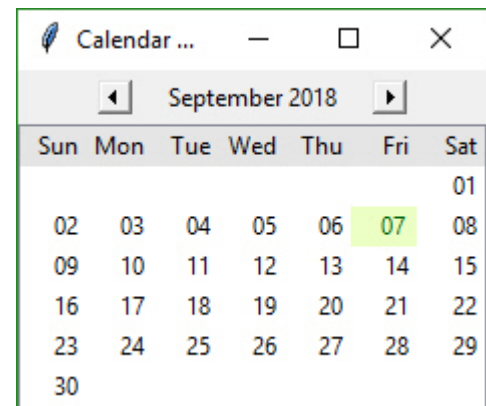 Calendar ...
September 2018
Sun Mon Tue Wed Thu Fri Sat
01
02 03 04 05 06 07 08
09 10 11 12 13 14 15
16 17 18 19 20 21 22
23 24 25 26 27 28 29
30